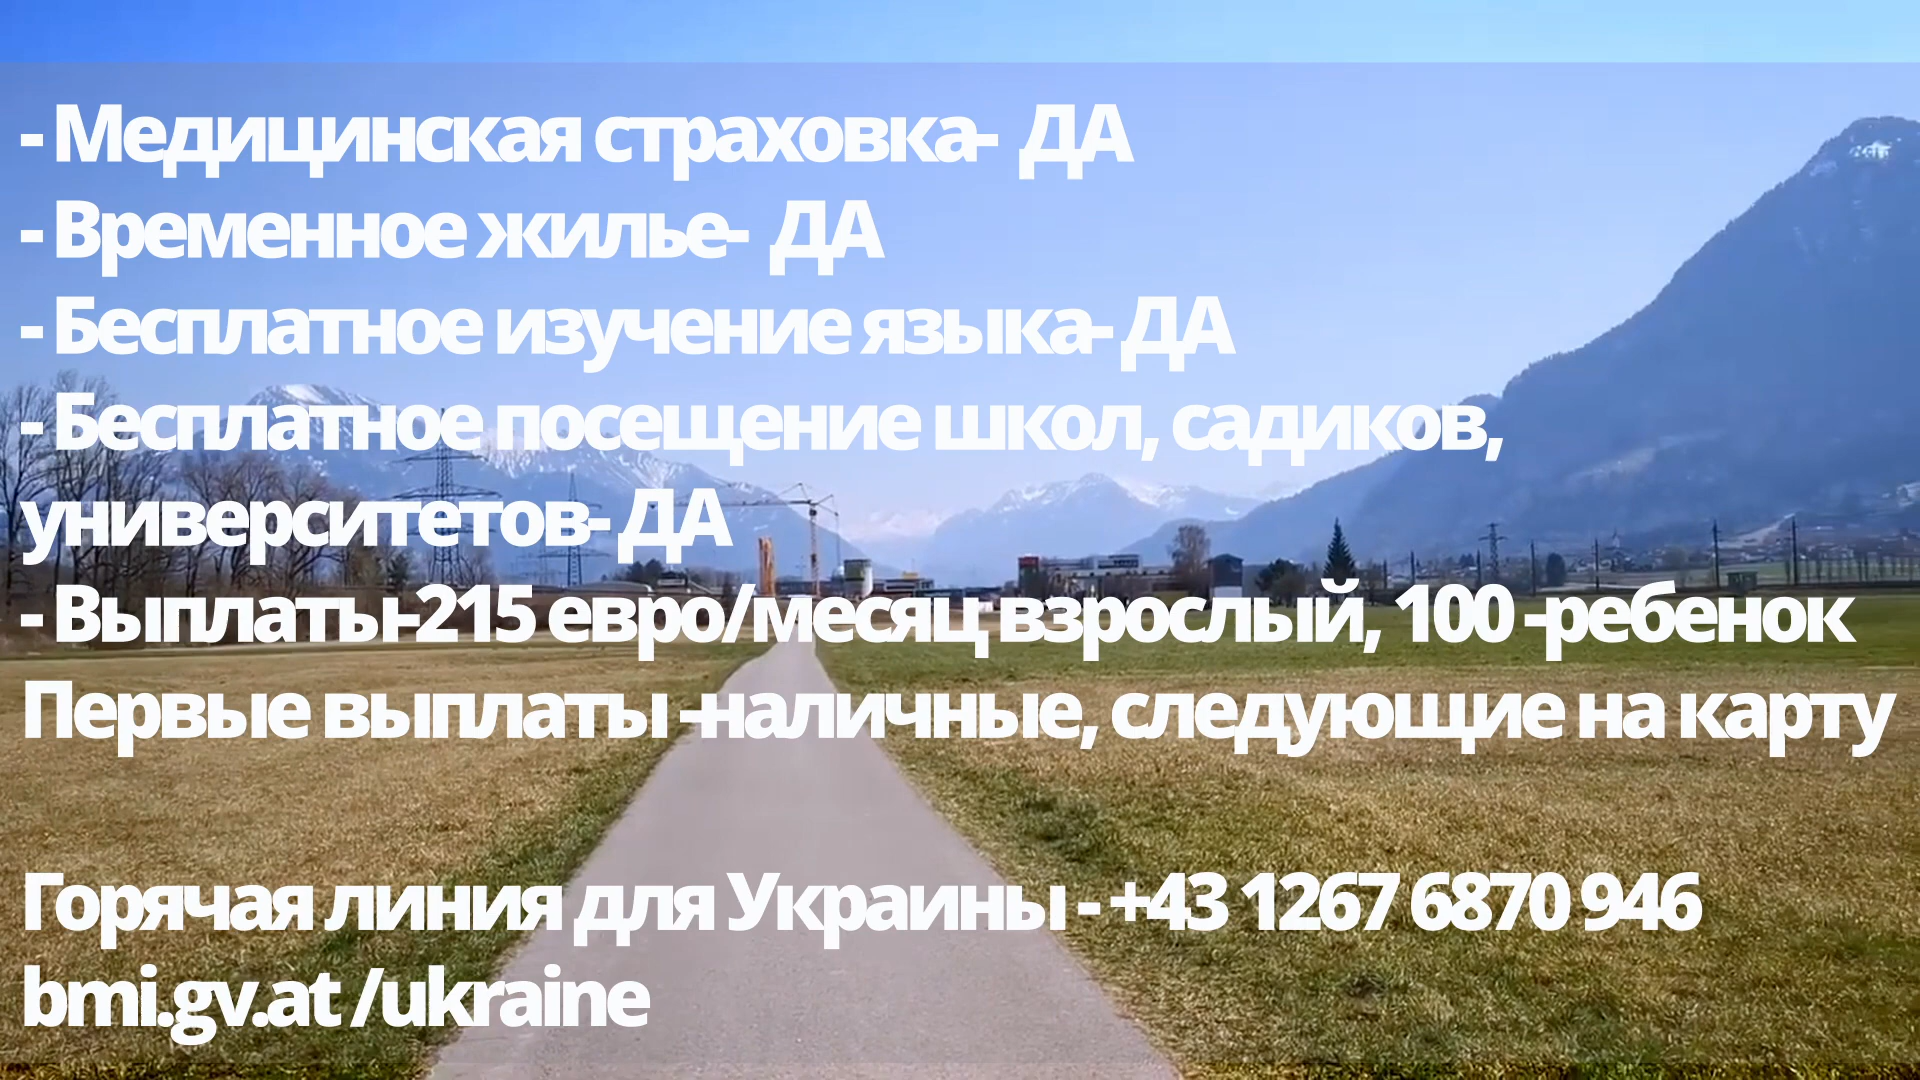 - Медицинская страховка- ДА
- Временное жилье- ДА
- Бесплатное изучение языка- ДА
- Бесплатное посещение школ, садиков,
университетов- ДА
- Выплаты-215 евро/месяц взрослый, 100 -ребенок
Первые выплаты -наличные, следующие на карту
Горячая линия для Украины - +43 1267 6870 946
bmi.gv.at /ukraine